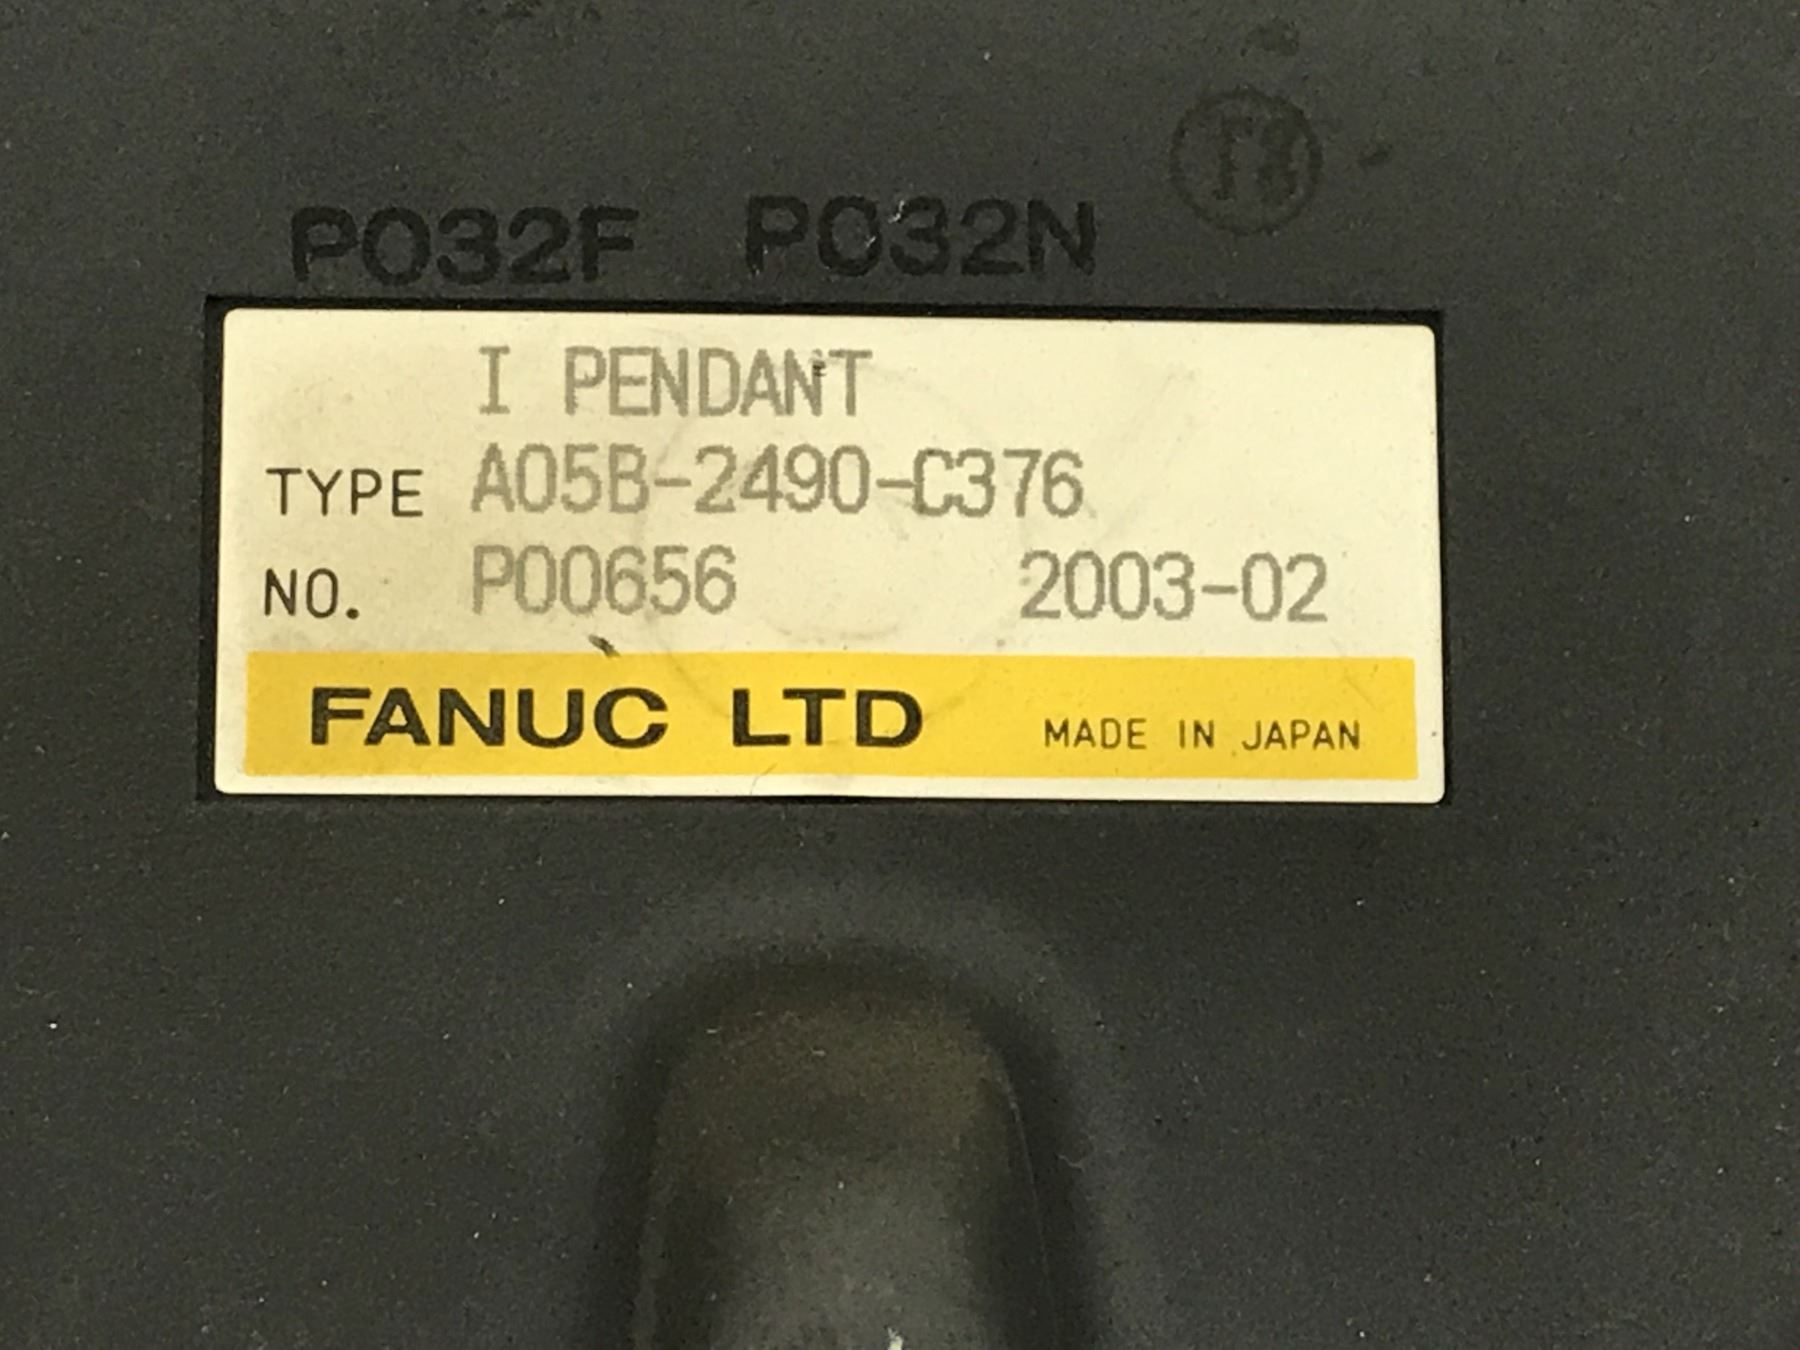 P032F P032N
I PENDANT
TYPE A05B-2490-C376
NO. P00656 2003-02
FANUC LTD MADE IN JAPAN